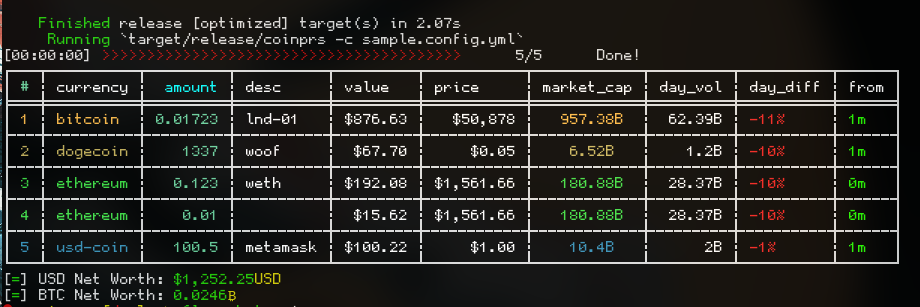 Finished release [optimized] target(s) in 2.07s
Running `target/release/coinprs -c sample.config.yml`
[00:00:00] 5/5 Done!
# currency amount desc value price market_cap day_vol day_diff from
1 bitcoin 0.01723 lnd-01 $876.63 $50,878 957.38B 62.39B -11% 1m
2 dogecoin 1337 woof $67.70 $0.05 6.52B 1.2B -10% 1m
3 ethereum 0.123 weth $192.08 $1,561.66 180.88B 28.37B -10% 0m
4 ethereum 0.01 $15.62 $1,561.66 180.88B 28.37B -10% 0m
5 usd-coin 100.5 metamask $100.22 $1.00 10.4B 2B -1% 1m
[=] USD Net Worth: $1,252.25USD
[=] BTC Net Worth: 0.0246₿